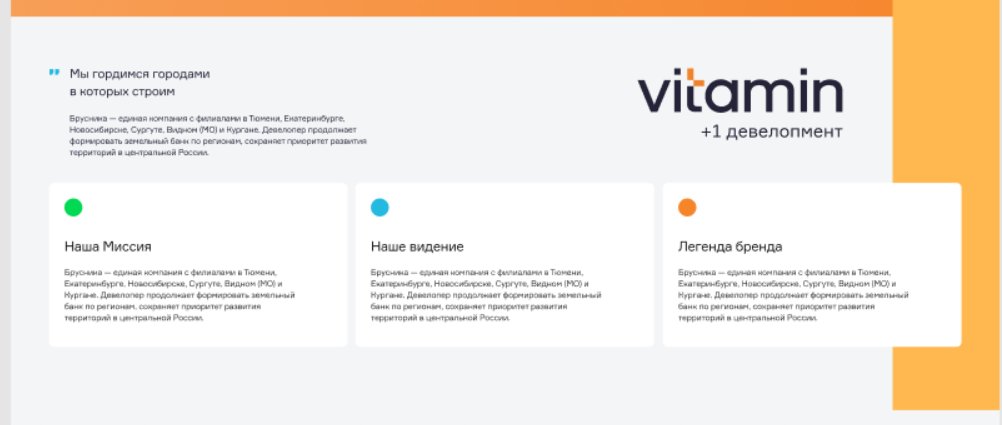 Мы гордимся городами
в которых строим
Брусника — единая компания с филиалами в Тюмени, Екатеринбурге,
Новосибирске, Сургуте, Видном (МО) и Кургане. Девелопер продолжает
формировать земельный банк по регионам, сохраняет приоритет развития
территорий в центральной России.
vitamin
+1 девелопмент
Наша Миссия
Брусника — единая компания с филиалами в Тюмени,
Екатеринбурге, Новосибирске, Сургуте, Видном (МО) и
Кургане. Девелопер продолжает формировать земельный
банк по регионам, сохраняет приоритет развития
территорий в центральной России.
Наше видение
Брусника — единая компания с филиалами в Тюмени,
Екатеринбурге, Новосибирске, Сургуте, Видном (МО) и
Кургане. Девелопер продолжает формировать земельный
банк по регионам, сохраняет приоритет развития
территорий в центральной России.
Легенда бренда
Брусника — единая компания с филиалами в Тюмени,
Екатеринбурге, Новосибирске, Сургуте, Видном (МО) и
Кургане. Девелопер продолжает формировать земельный
банк по регионам, сохраняет приоритет развития
территорий в центральной России.